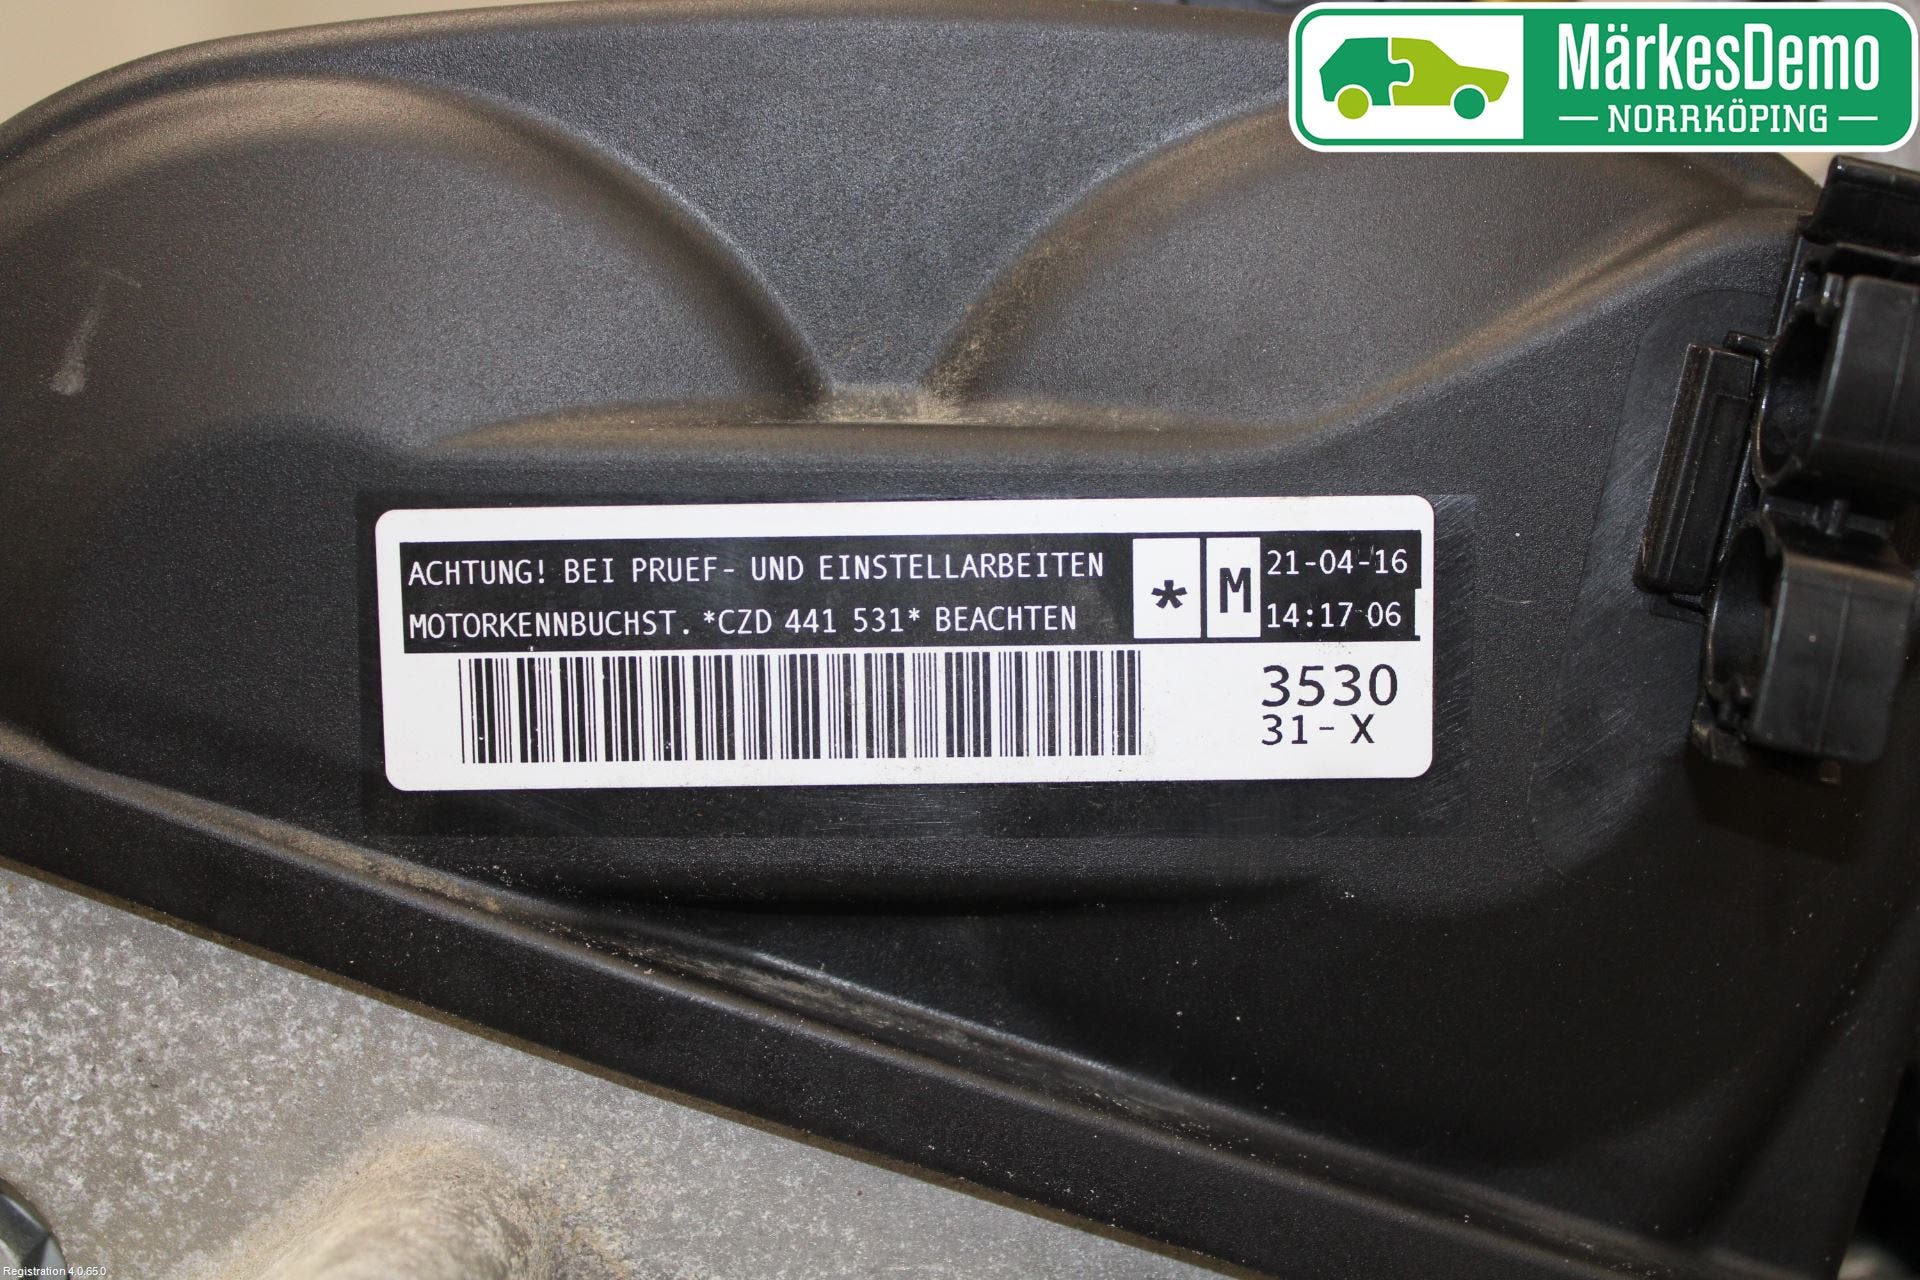 MärkesDemo
NORRKÖPING
ACHTUNG! BEI PRUEF- UND EINSTELLARBEITEN
MOTORKENNBUCHST. *CZD 441 531* BEACHTEN
* M
21-04-16
14:17 06
3530
31-X
Registration 4.0.65.0